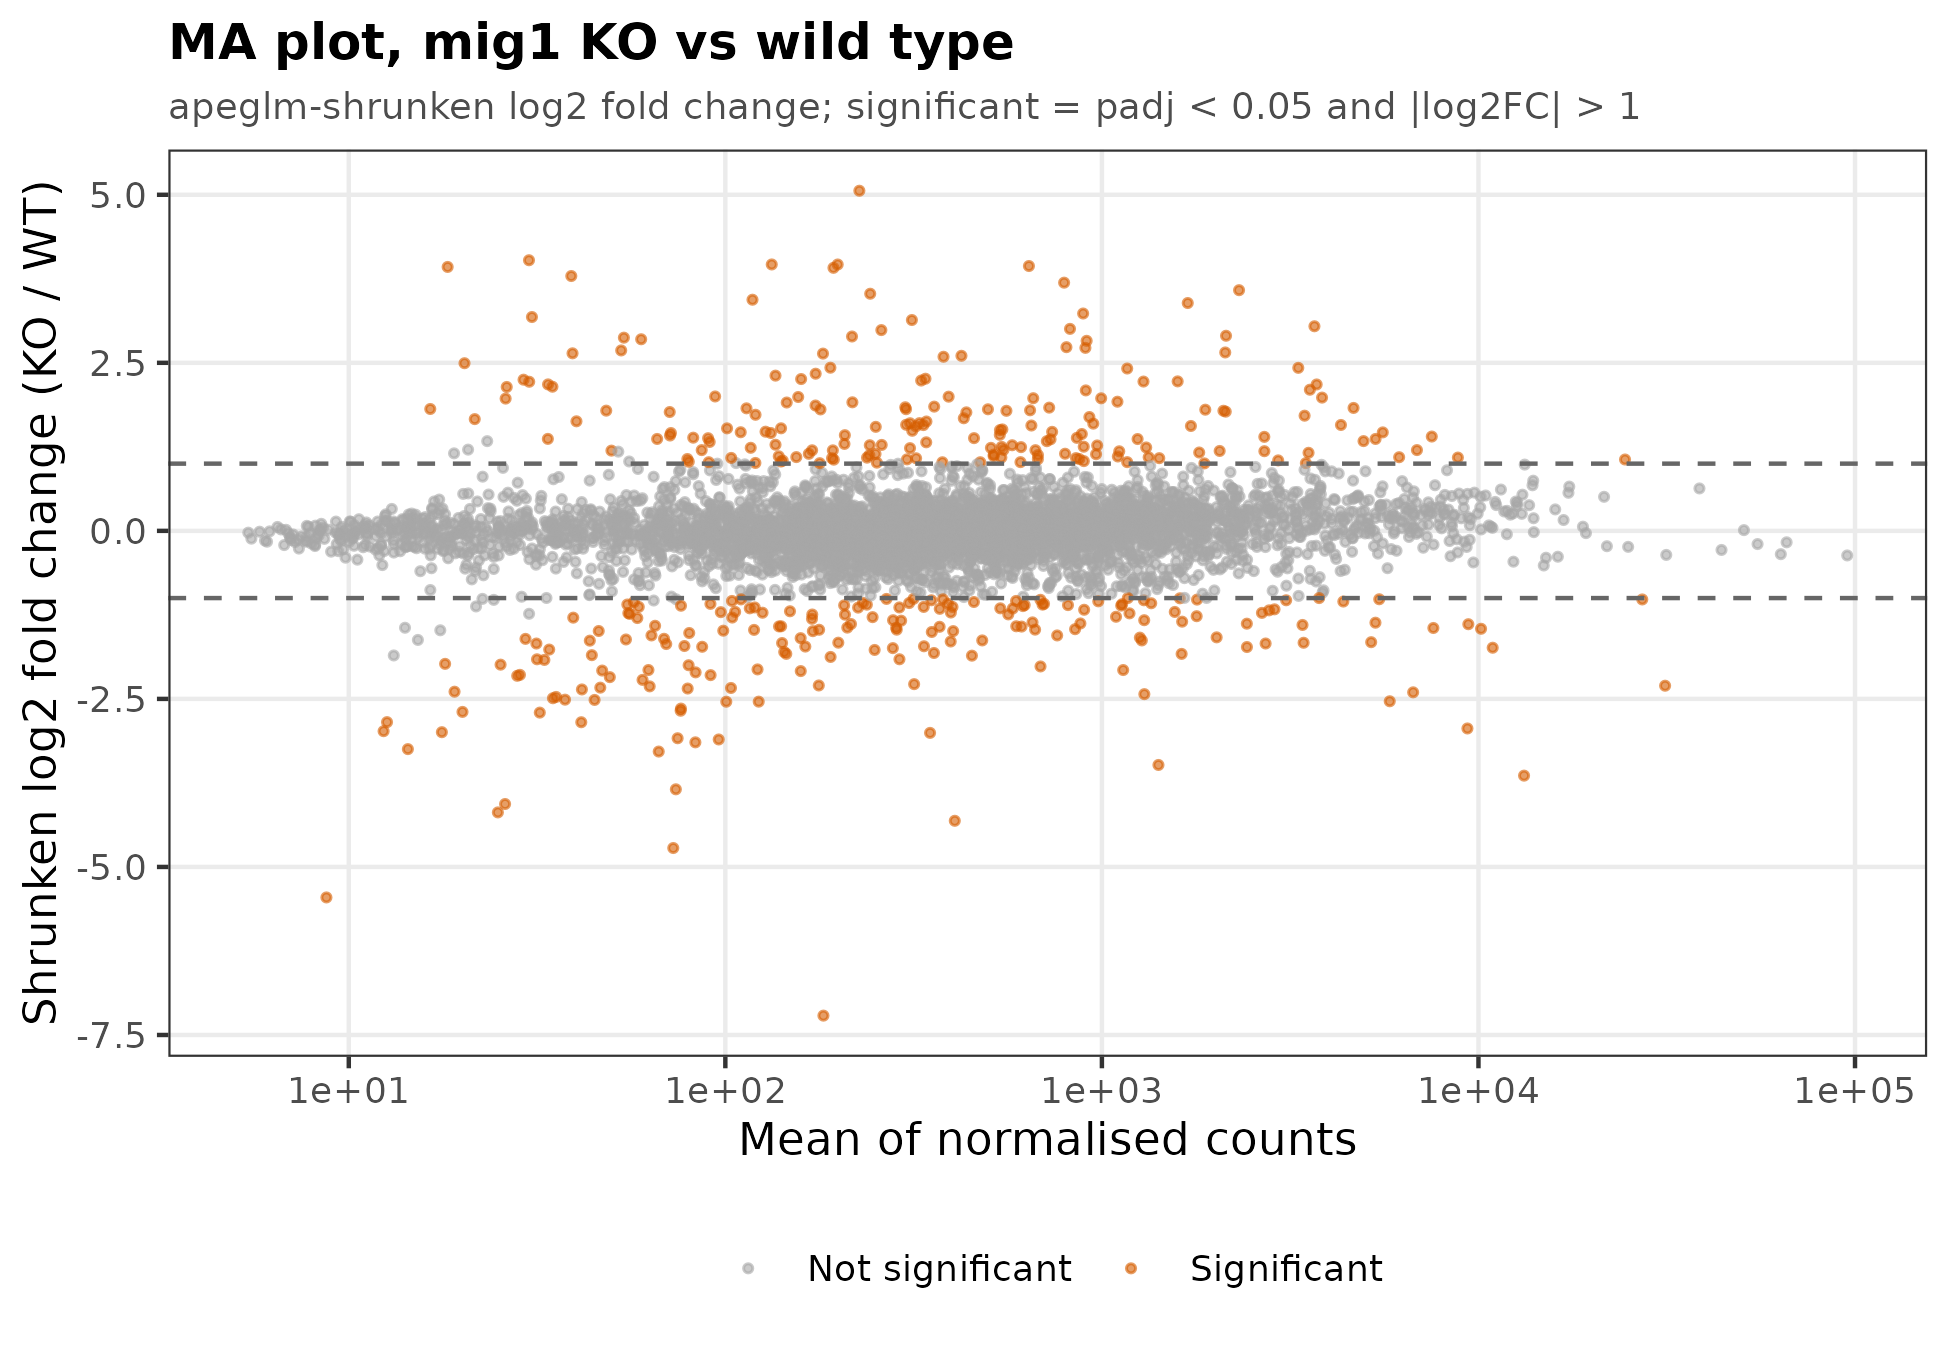 MA plot, mig1 KO vs wild type
apeglm-shrunken log2 fold change; significant = padj < 0.05 and |log2FC| > 1
Shrunken log2 fold change (KO / WT)
5.0
2.5
0.0
-2.5
-5.0
-7.5
1e+01 1e+02 1e+03 1e+04 1e+05
Mean of normalised counts
Not significant Significant